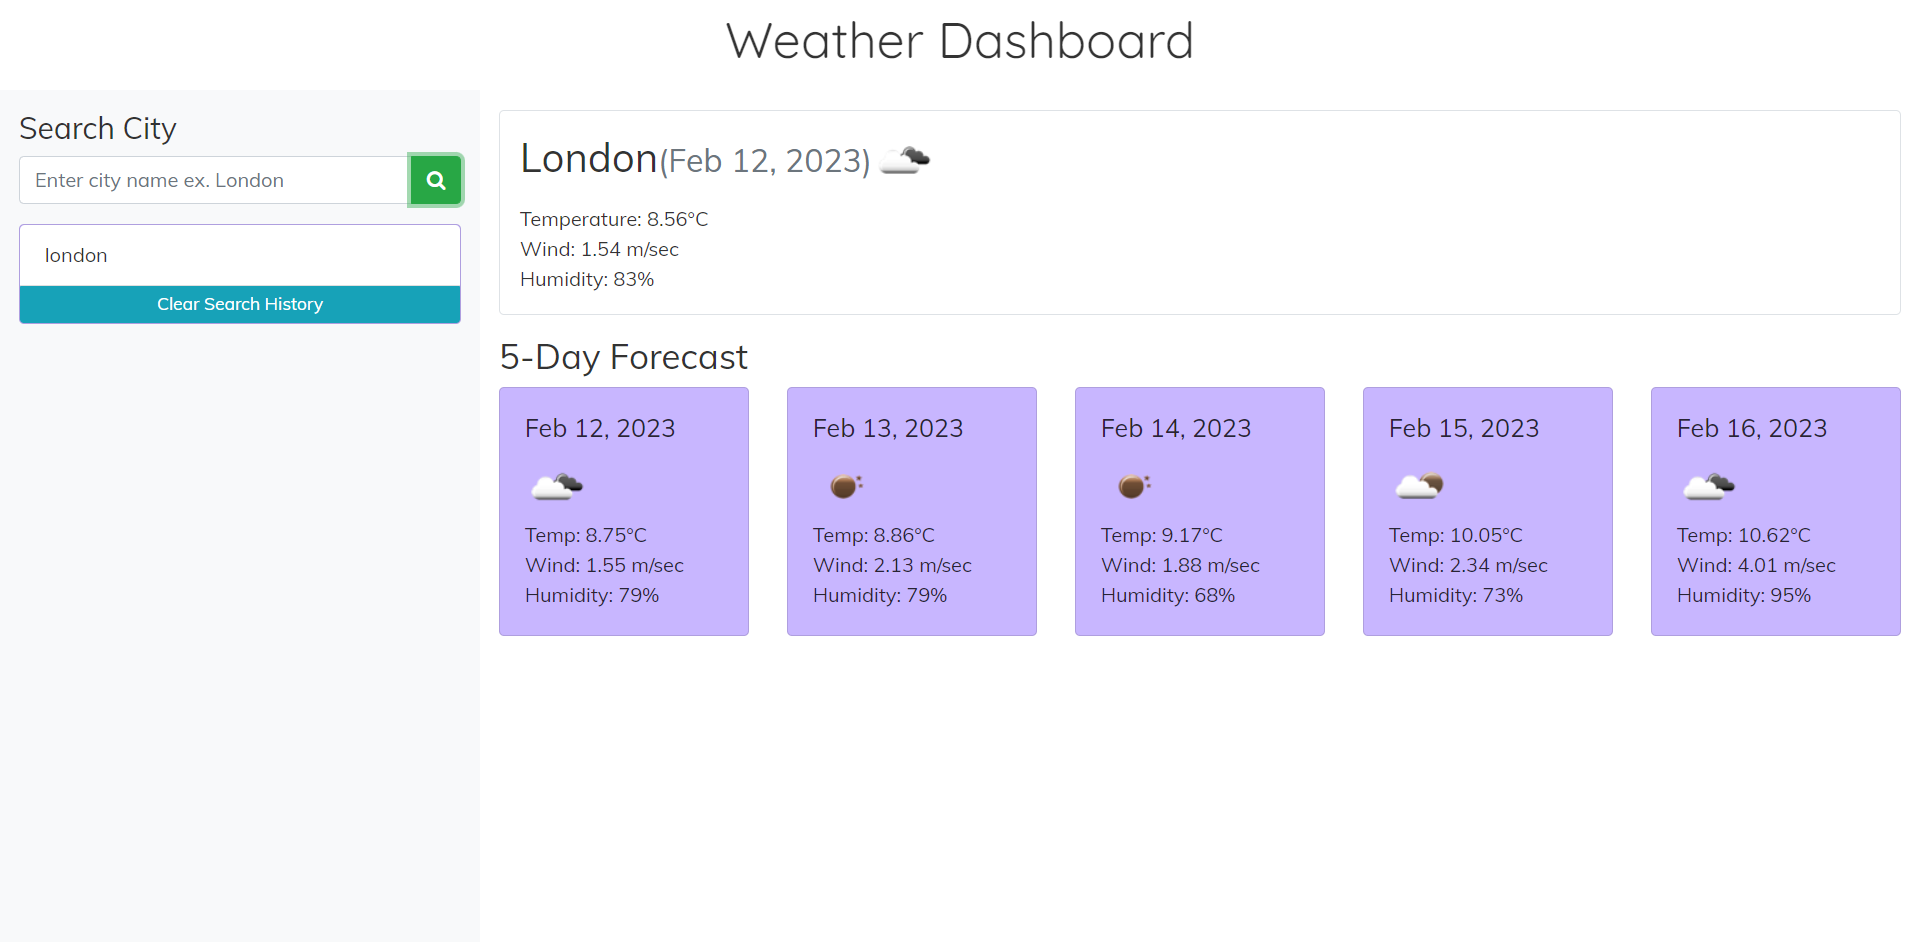 Weather Dashboard
Search City
Enter city name ex. London
london
Clear Search History
London(Feb 12, 2023)
Temperature: 8.56°C
Wind: 1.54 m/sec
Humidity: 83%
5-Day Forecast
Feb 12, 2023
Temp: 8.75°C
Wind: 1.55 m/sec
Humidity: 79%
Feb 13, 2023
Temp: 8.86°C
Wind: 2.13 m/sec
Humidity: 79%
Feb 14, 2023
Temp: 9.17°C
Wind: 1.88 m/sec
Humidity: 68%
Feb 15, 2023
Temp: 10.05°C
Wind: 2.34 m/sec
Humidity: 73%
Feb 16, 2023
Temp: 10.62°C
Wind: 4.01 m/sec
Humidity: 95%